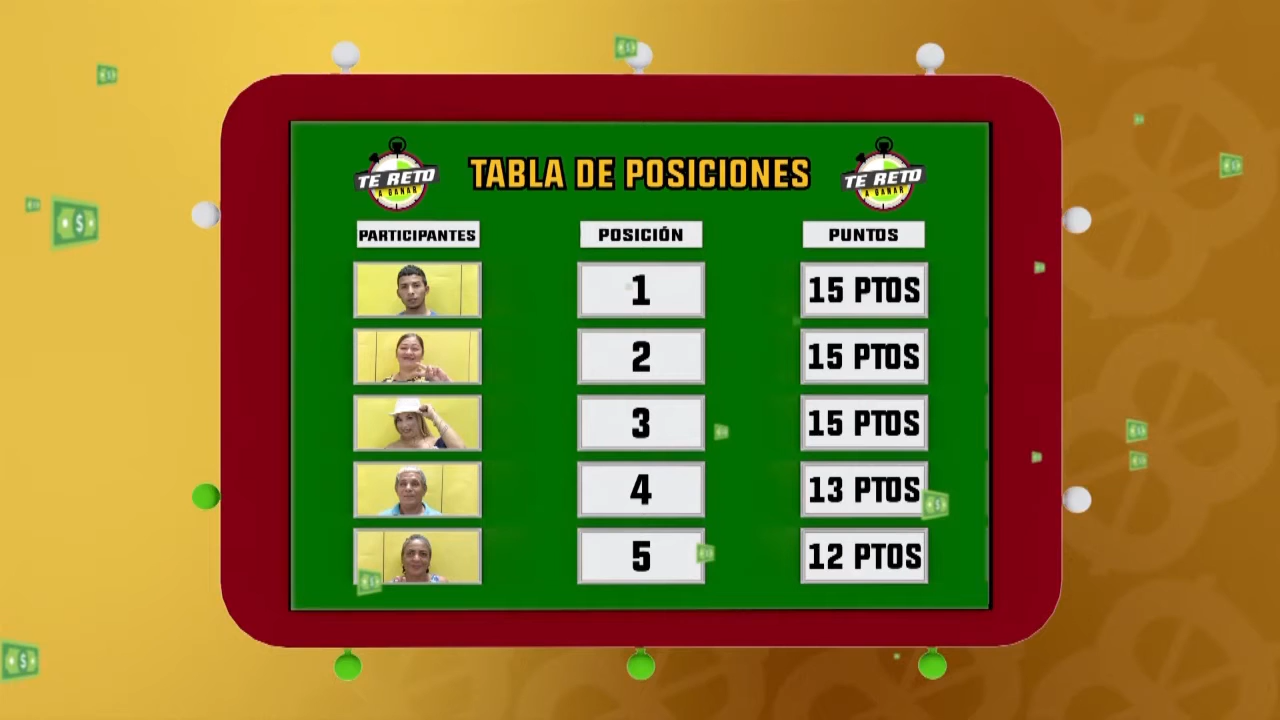 TE RETO
A GANAR
TABLA DE POSICIONES
TE RETO
A GANAR
PARTICIPANTES POSICIÓN PUNTOS
1 15 PTOS
2 15 PTOS
3 15 PTOS
4 13 PTOS
5 12 PTOS